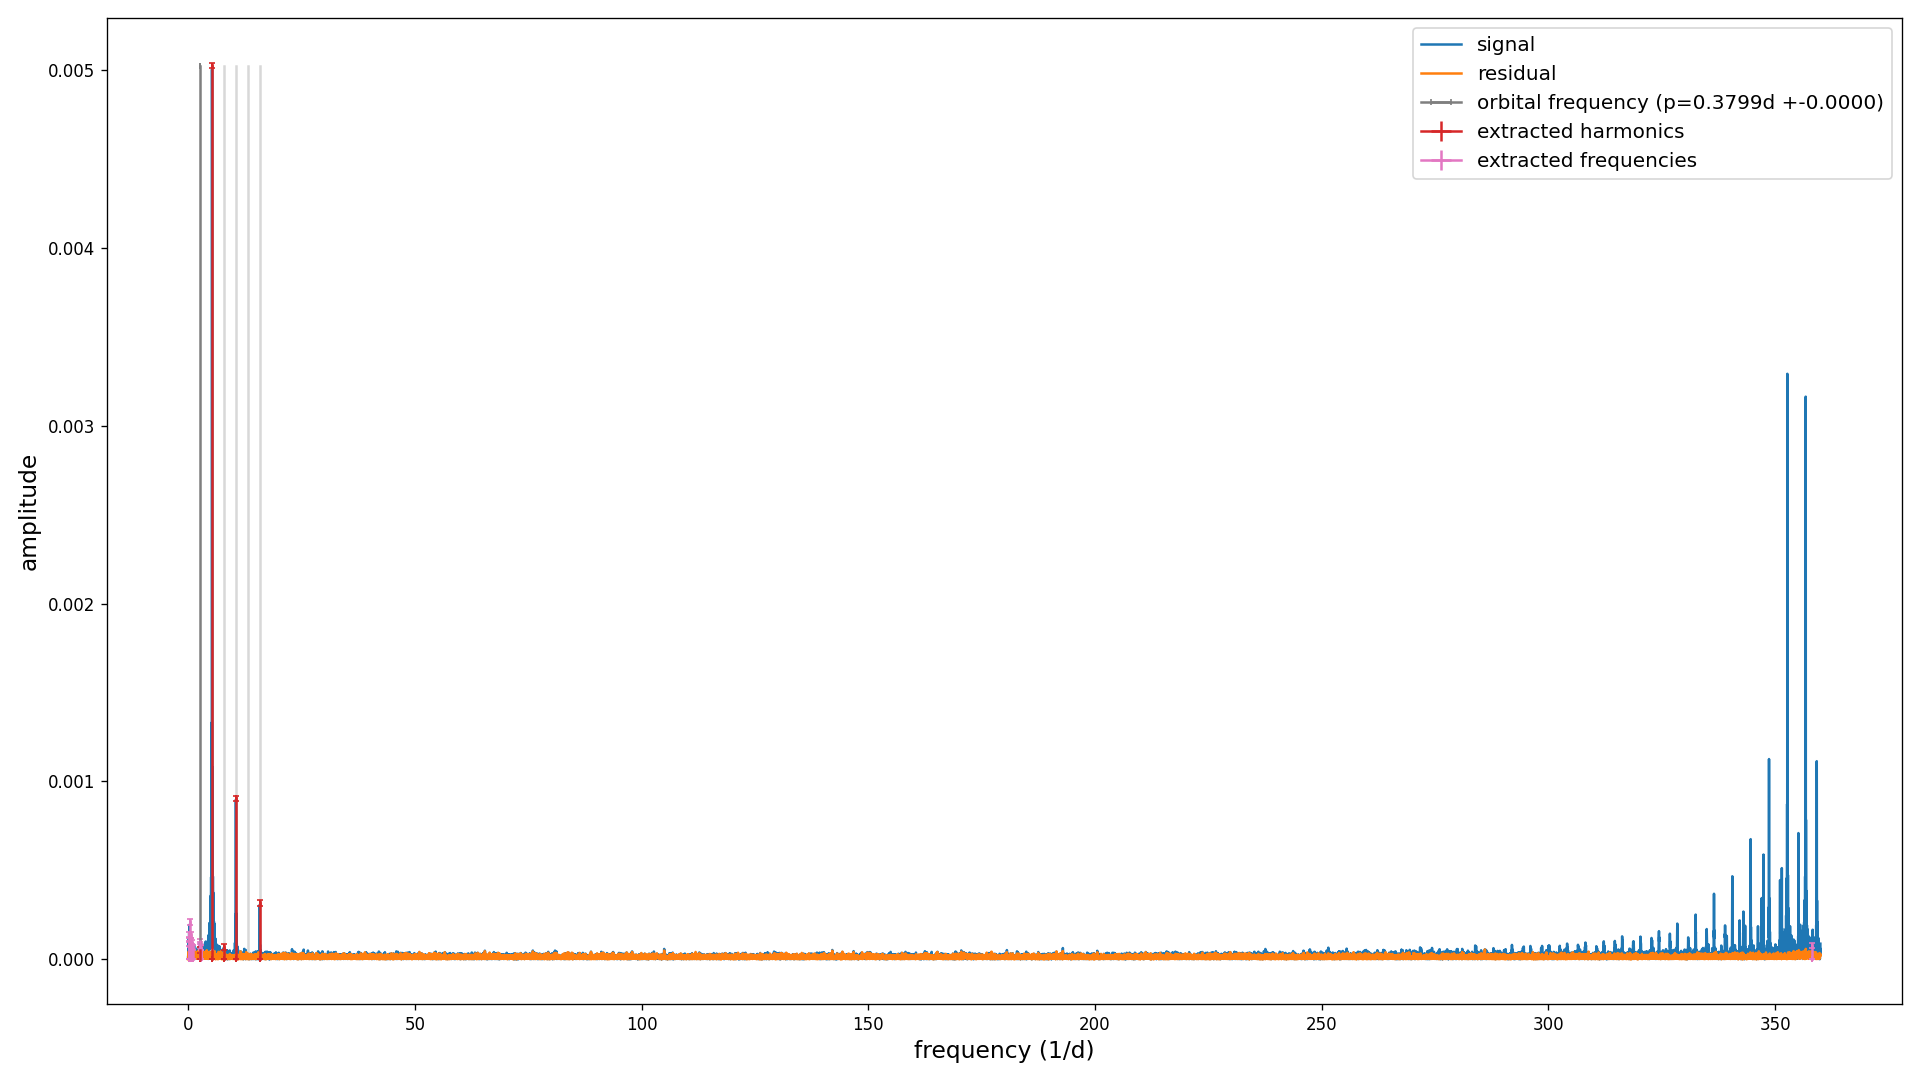 signal
residual
orbital frequency (p=0.3799d +-0.0000)
extracted harmonics
extracted frequencies
0.005
0.004
0.003
0.002
0.001
0.000
amplitude
0 50 100 150 200 250 300 350
frequency (1/d)